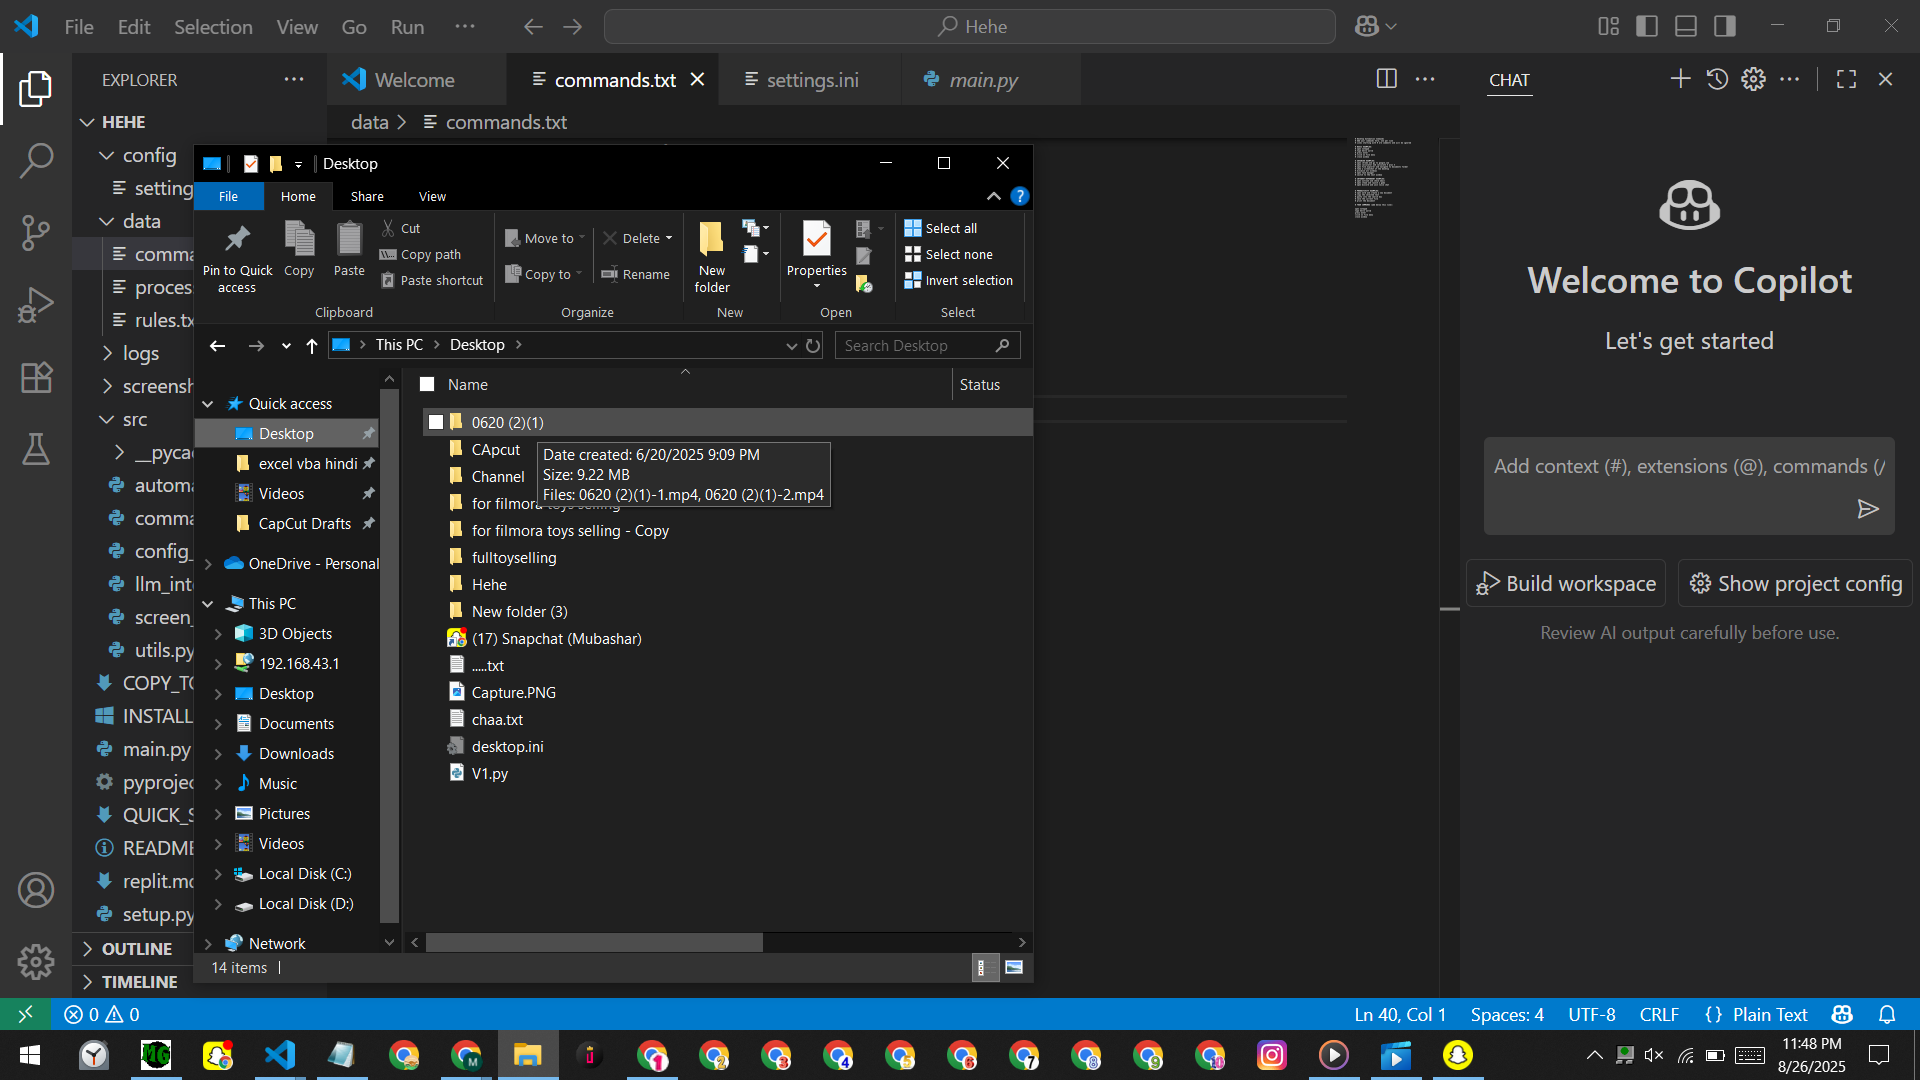 File Edit Selection View Go Run ···
Hehe
EXPLORER
HEHE
config
setting
data
comma
proces
rules.tx
logs
screensh
src
__pyca
automa
comma
config_
llm_inte
screen_
utils.py
COPY_TO
INSTALL
main.py
pyprojec
QUICK_S
README
replit.md
setup.py
OUTLINE
TIMELINE
Welcome
commands.txt
settings.ini
main.py
data > commands.txt
Desktop
File Home Share View
Pin to Quick access
Copy
Paste
Cut
Copy path
Paste shortcut
Clipboard
Move to
Copy to
Delete
Rename
Organize
New folder
New
Properties
Open
Select all
Select none
Invert selection
Select
This PC > Desktop >
Search Desktop
Quick access
Desktop
excel vba hindi
Videos
CapCut Drafts
OneDrive - Personal
This PC
3D Objects
192.168.43.1
Desktop
Documents
Downloads
Music
Pictures
Videos
Local Disk (C:)
Local Disk (D:)
Network
Name Status
0620 (2)(1)
CApcut
Channel
for filmora toys selling
for filmora toys selling - Copy
fulltoyselling
Hehe
New folder (3)
(17) Snapchat (Mubashar)
.....txt
Capture.PNG
chaa.txt
desktop.ini
V1.py
Date created: 6/20/2025 9:09 PM
Size: 9.22 MB
Files: 0620 (2)(1)-1.mp4, 0620 (2)(1)-2.mp4
14 items
CHAT
Welcome to Copilot
Let's get started
Add context (#), extensions (@), commands (/
Build workspace
Show project config
Review AI output carefully before use.
0 0
Ln 40, Col 1 Spaces: 4 UTF-8 CRLF {} Plain Text
11:48 PM
8/26/2025